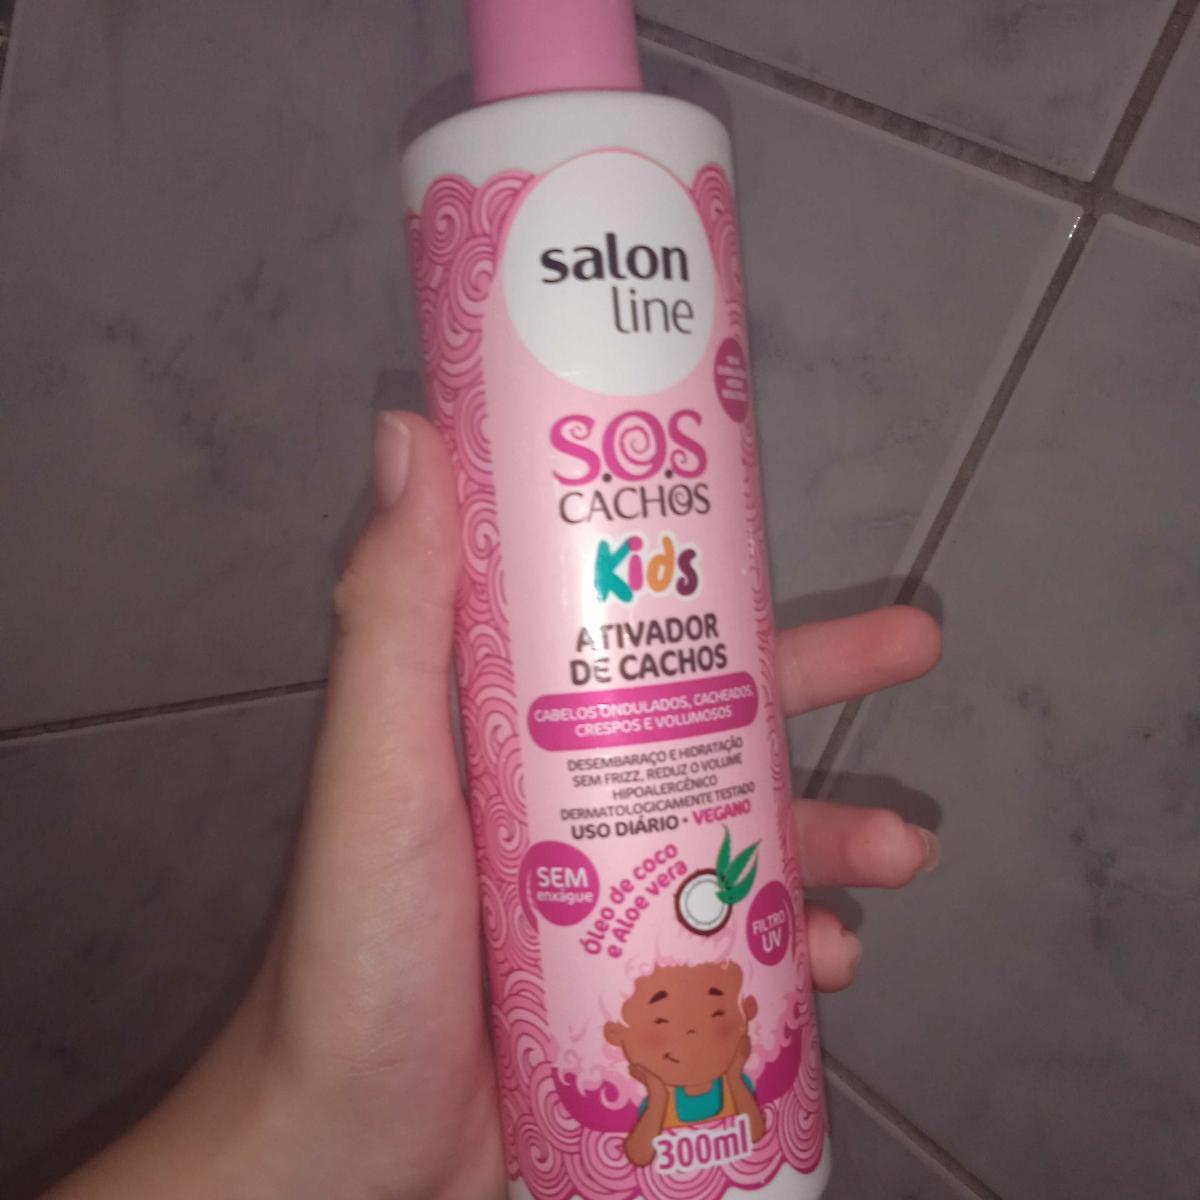 salon
line
S.O.S
CACHOS
Kids
ATIVADOR
DE CACHOS
CABELOS ONDULADOS, CACHEADOS,
CRESPOS E VOLUMOSOS
DESEMBARAÇO E HIDRATAÇÃO
SEM FRIZZ, REDUZ O VOLUME
HIPOALERGÊNICO
DERMATOLOGICAMENTE TESTADO
USO DIÁRIO • VEGANO
SEM
enxágue
Óleo de coco
e Aloe vera
FILTRO
UV
300ml